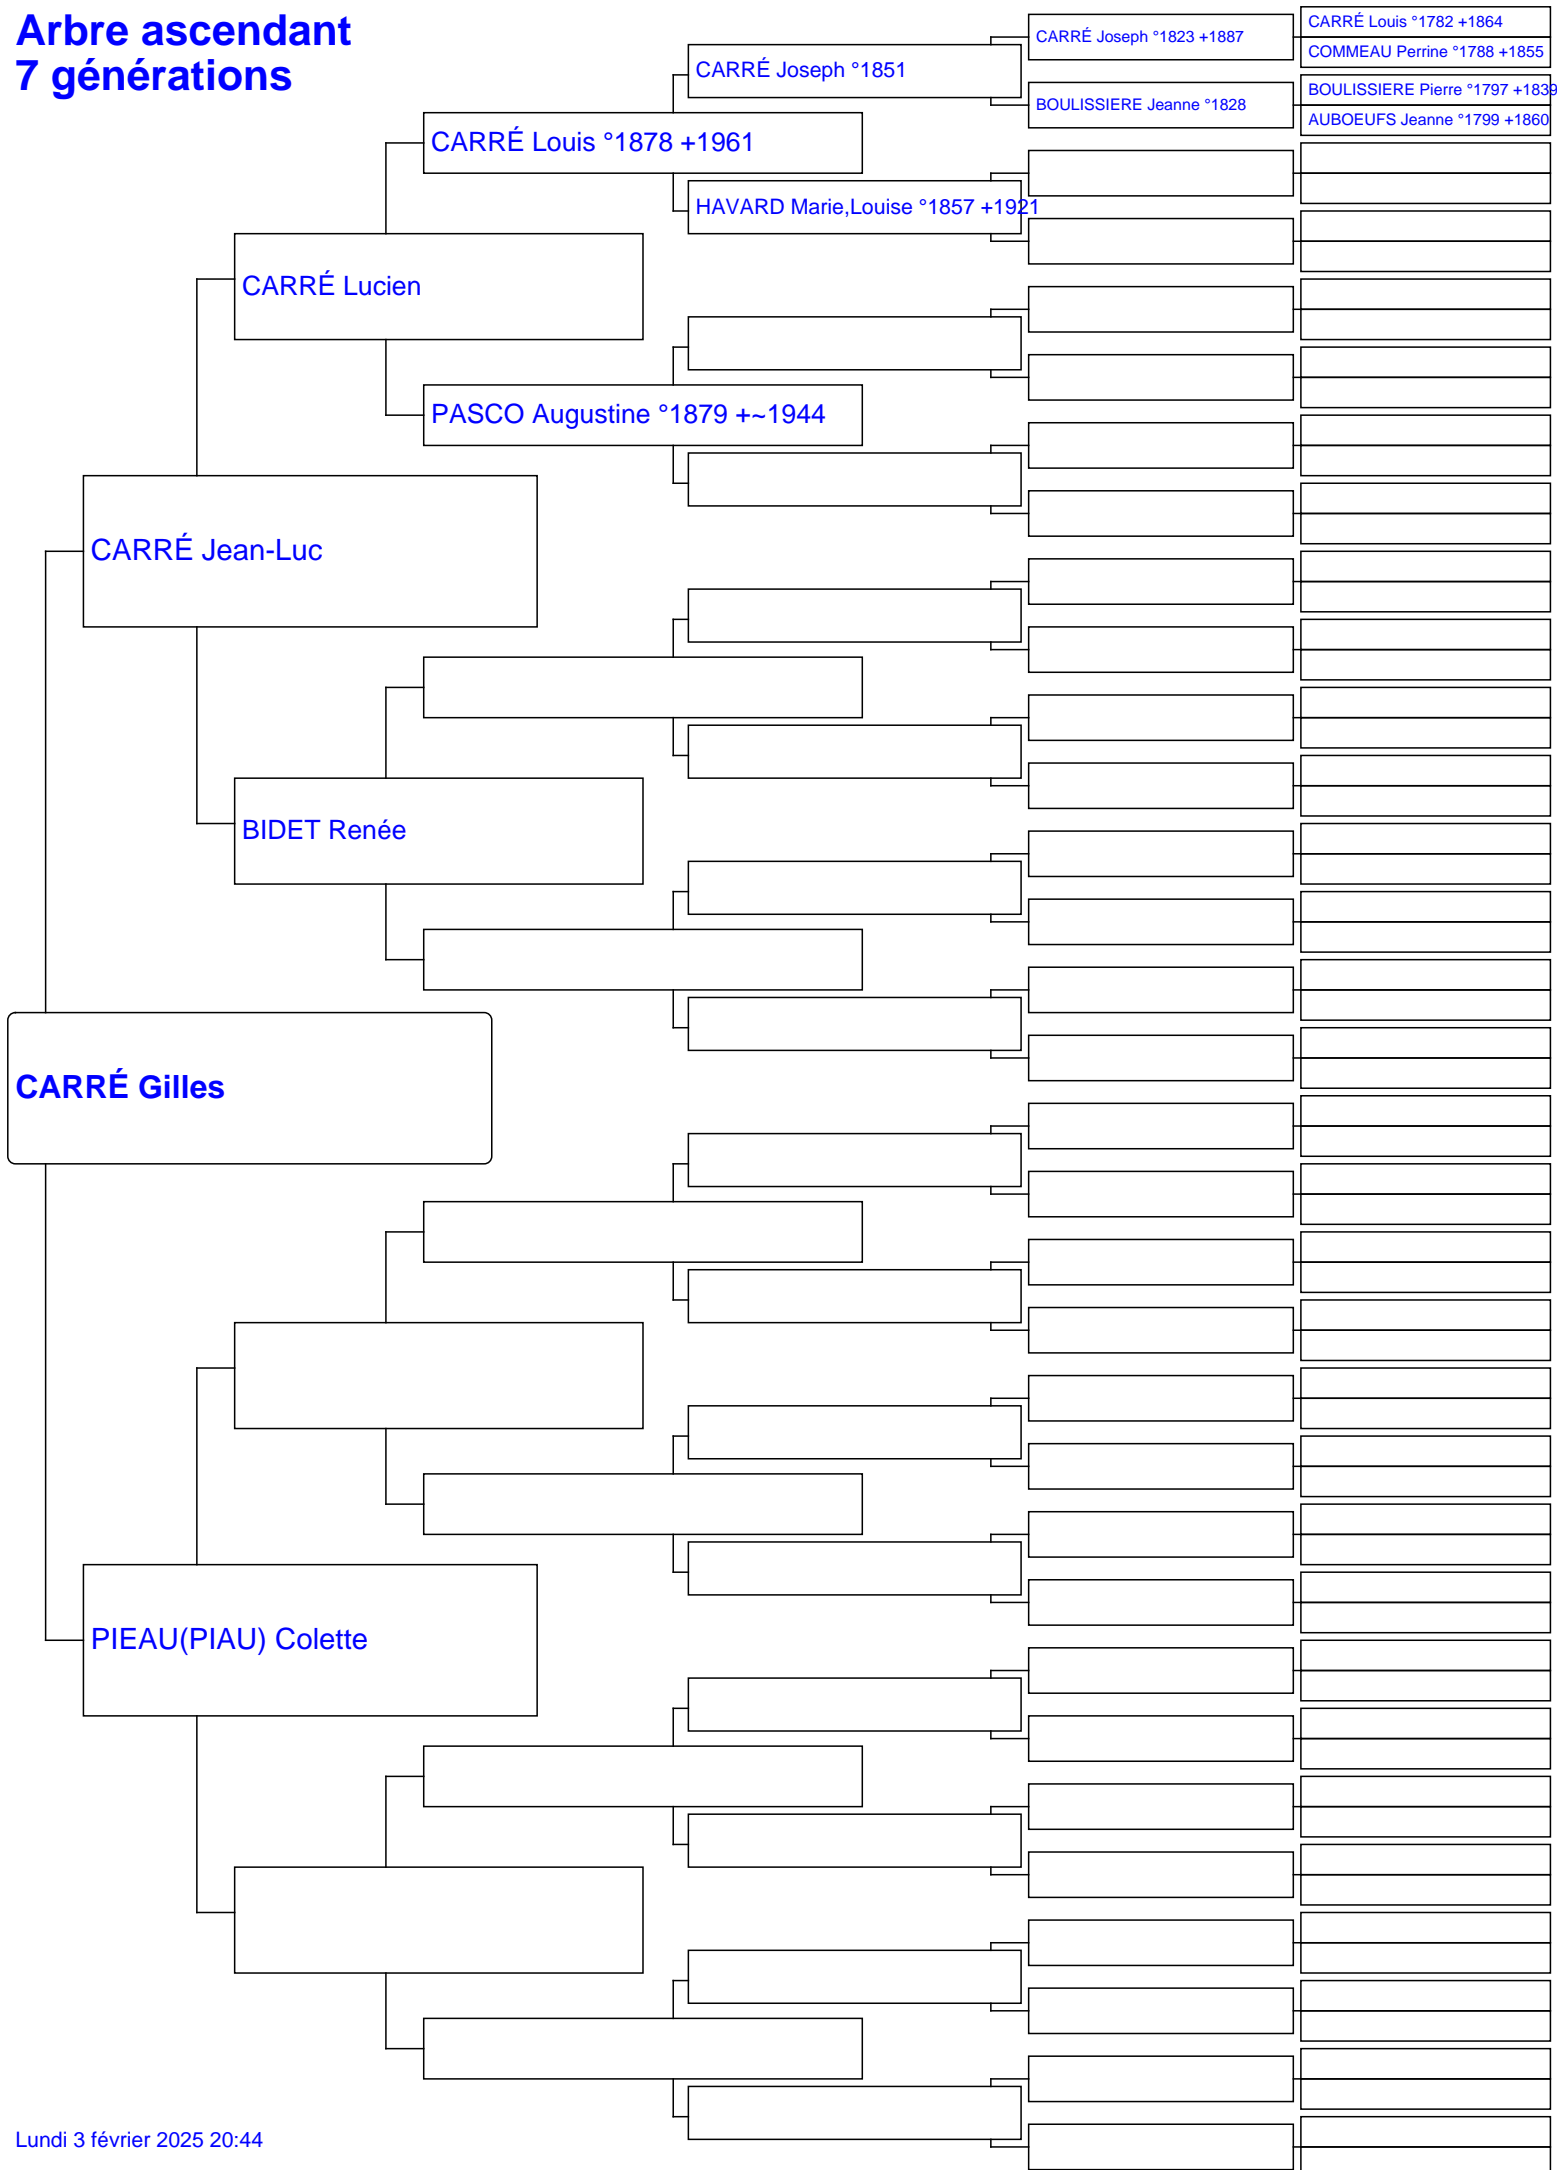 Arbre ascendant
7 générations
CARRÉ Joseph °1823 +1887
CARRÉ Louis °1782 +1864
COMMEAU Perrine °1788 +1855
CARRÉ Joseph °1851
BOULISSIERE Jeanne °1828
BOULISSIERE Pierre °1797 +1839
AUBOEUFS Jeanne °1799 +1860
CARRÉ Louis °1878 +1961
HAVARD Marie,Louise °1857 +1921
CARRÉ Lucien
PASCO Augustine °1879 +~1944
CARRÉ Jean-Luc
BIDET Renée
CARRÉ Gilles
PIEAU(PIAU) Colette
Lundi 3 février 2025 20:44